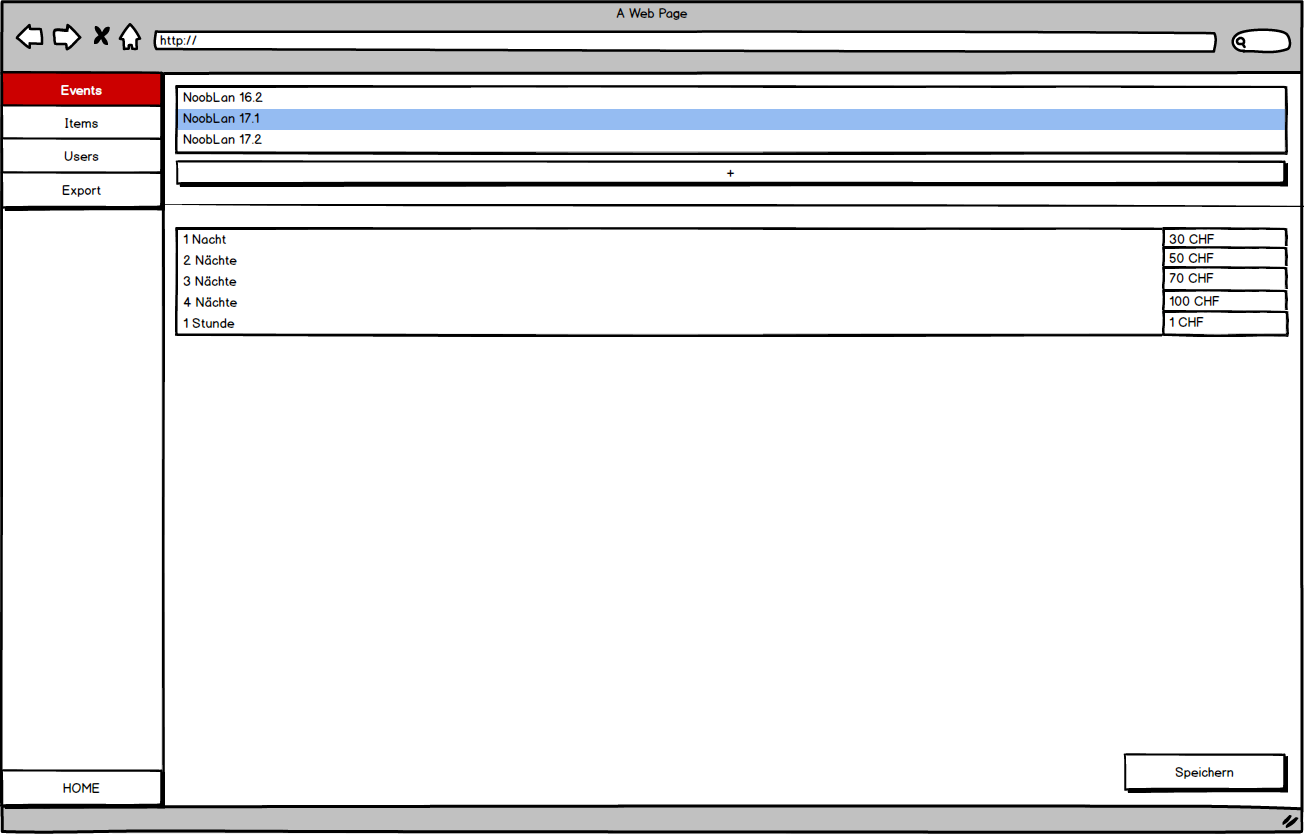 A Web Page
http://
Events
Items
Users
Export
HOME
NoobLan 16.2
NoobLan 17.1
NoobLan 17.2
+
1 Nacht 30 CHF
2 Nächte 50 CHF
3 Nächte 70 CHF
4 Nächte 100 CHF
1 Stunde 1 CHF
Speichern